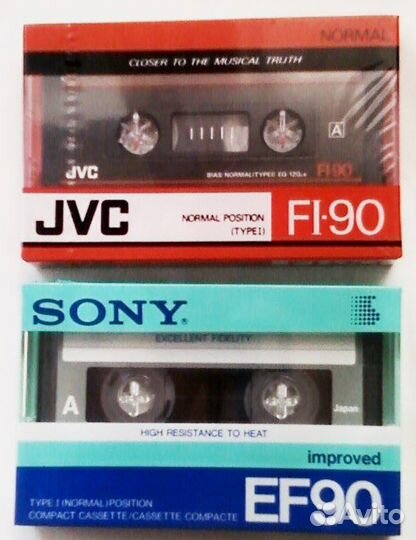 NORMAL
CLOSER TO THE MUSICAL TRUTH
A
JVC
BIAS: NORMAL(TYPE I) EQ: 120μs
FI-90
JVC
NORMAL POSITION
(TYPE I)
FI-90
SONY®
EXCELLENT FIDELITY
A
Japan
HIGH RESISTANCE TO HEAT
improved
TYPE I (NORMAL) POSITION
COMPACT CASSETTE/CASSETTE COMPACTE
EF90
Avito